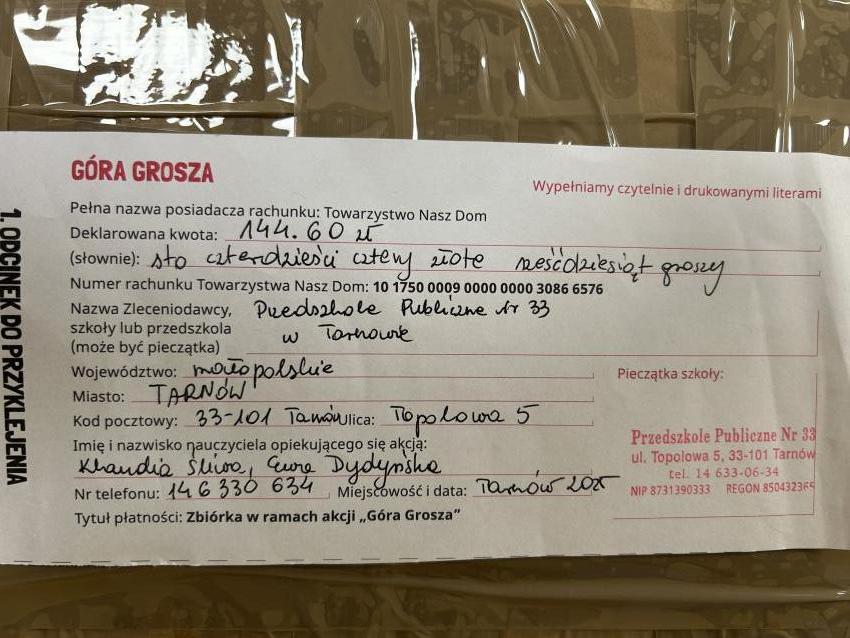 GÓRA GROSZA
Wypełniamy czytelnie i drukowanymi literami
1. ODCINEK DO PRZYKLEJENIA
Pełna nazwa posiadacza rachunku: Towarzystwo Nasz Dom
Deklarowana kwota: 144.60 zł
(słownie): sto czterdzieści cztery złote sześćdziesiąt groszy
Numer rachunku Towarzystwa Nasz Dom: 10 1750 0009 0000 0000 3086 6576
Nazwa Zleceniodawcy, Przedszkole Publiczne Nr 33
szkoły lub przedszkola w Tarnowie
(może być pieczątka)
Województwo: małopolskie
Miasto: TARNÓW
Kod pocztowy: 33-101 Tarnów Ulica: Topolowa 5
Imię i nazwisko nauczyciela opiekującego się akcją:
Klaudia Śliwa, Ewa Dydyńska
Nr telefonu: 146330 634 Miejscowość i data: Tarnów
Tytuł płatności: Zbiórka w ramach akcji „Góra Grosza”
Pieczątka szkoły:
Przedszkole Publiczne Nr 33
ul. Topolowa 5, 33-101 Tarnów
tel. 14 633-06-34
NIP 8731390333 REGON 850432365